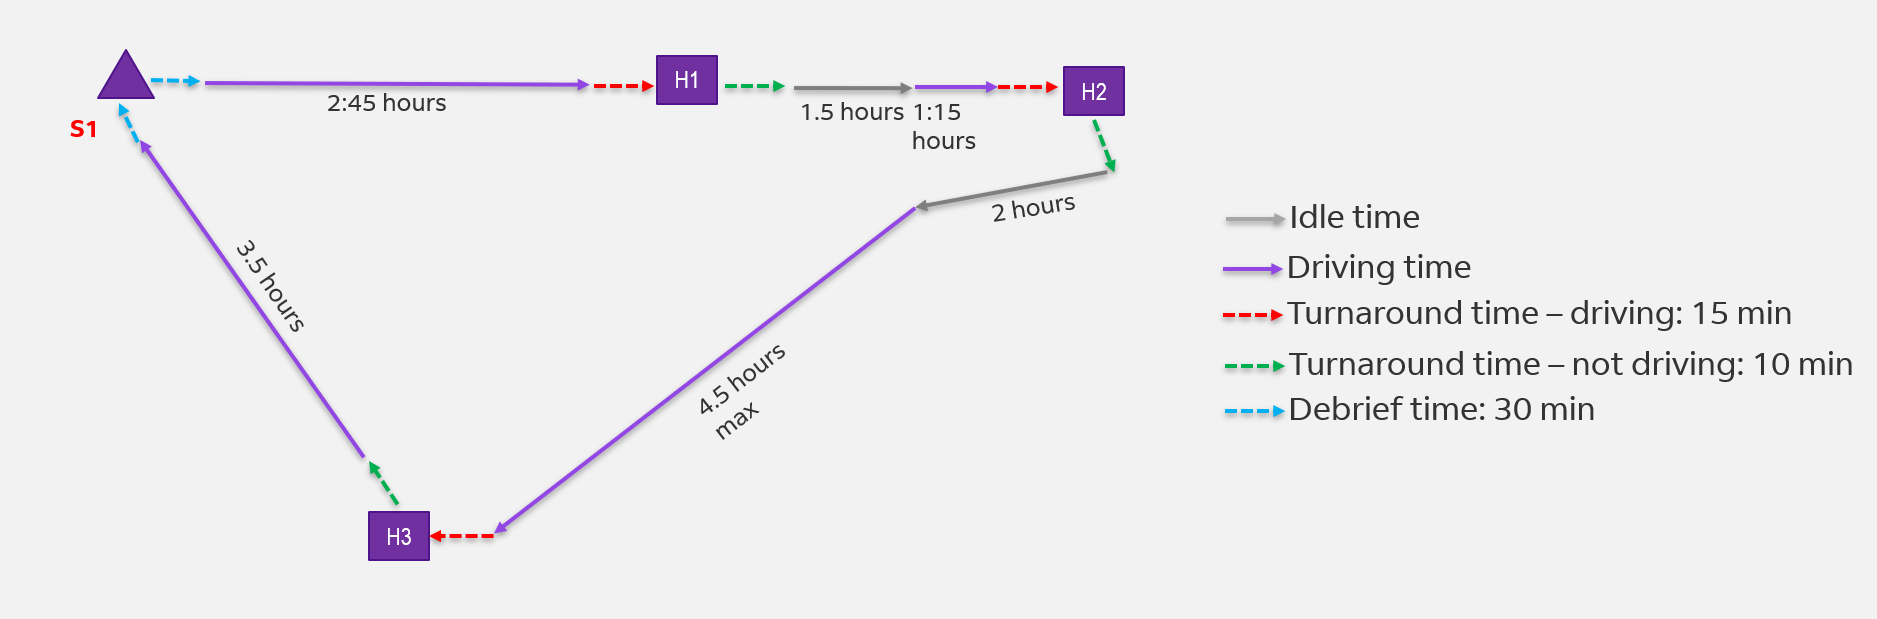 H1
H2
2:45 hours
1.5 hours
1:15
hours
S1
2 hours
3.5 hours
4.5 hours
max
H3
Idle time
Driving time
Turnaround time – driving: 15 min
Turnaround time – not driving: 10 min
Debrief time: 30 min